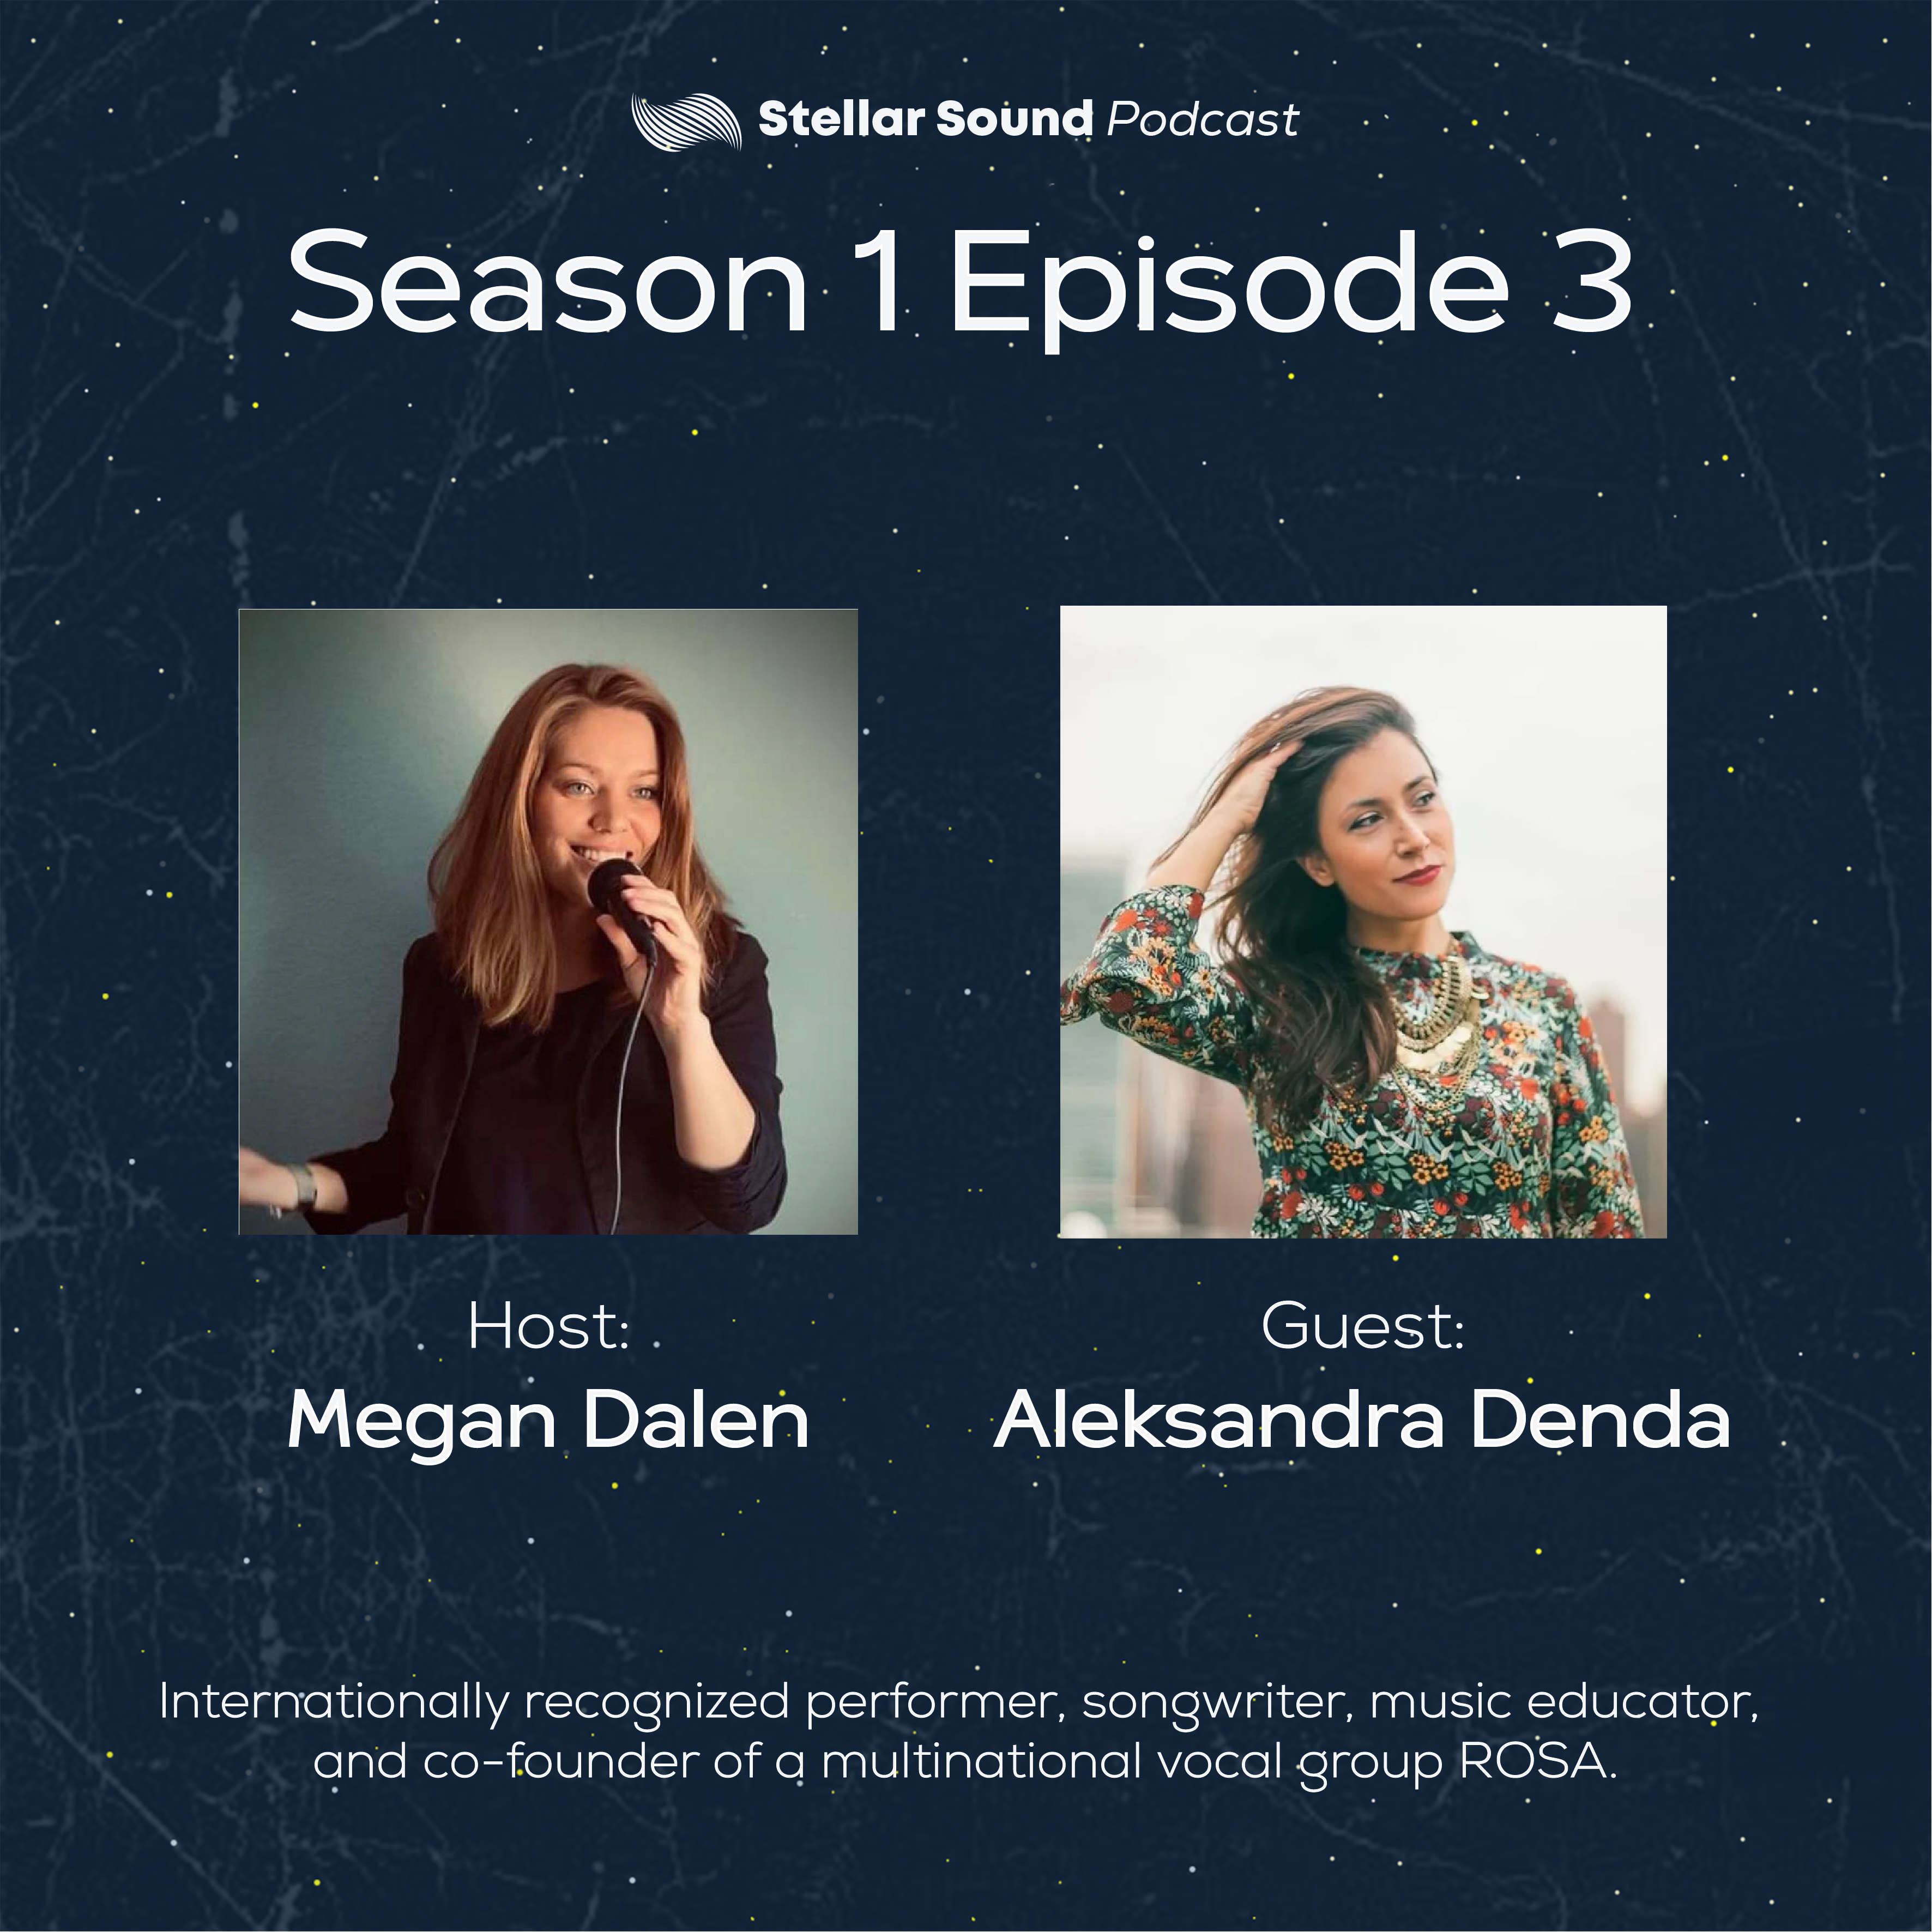 Stellar Sound Podcast
Season 1 Episode 3
Host:
Megan Dalen
Guest:
Aleksandra Denda
Internationally recognized performer, songwriter, music educator,
and co-founder of a multinational vocal group ROSA.